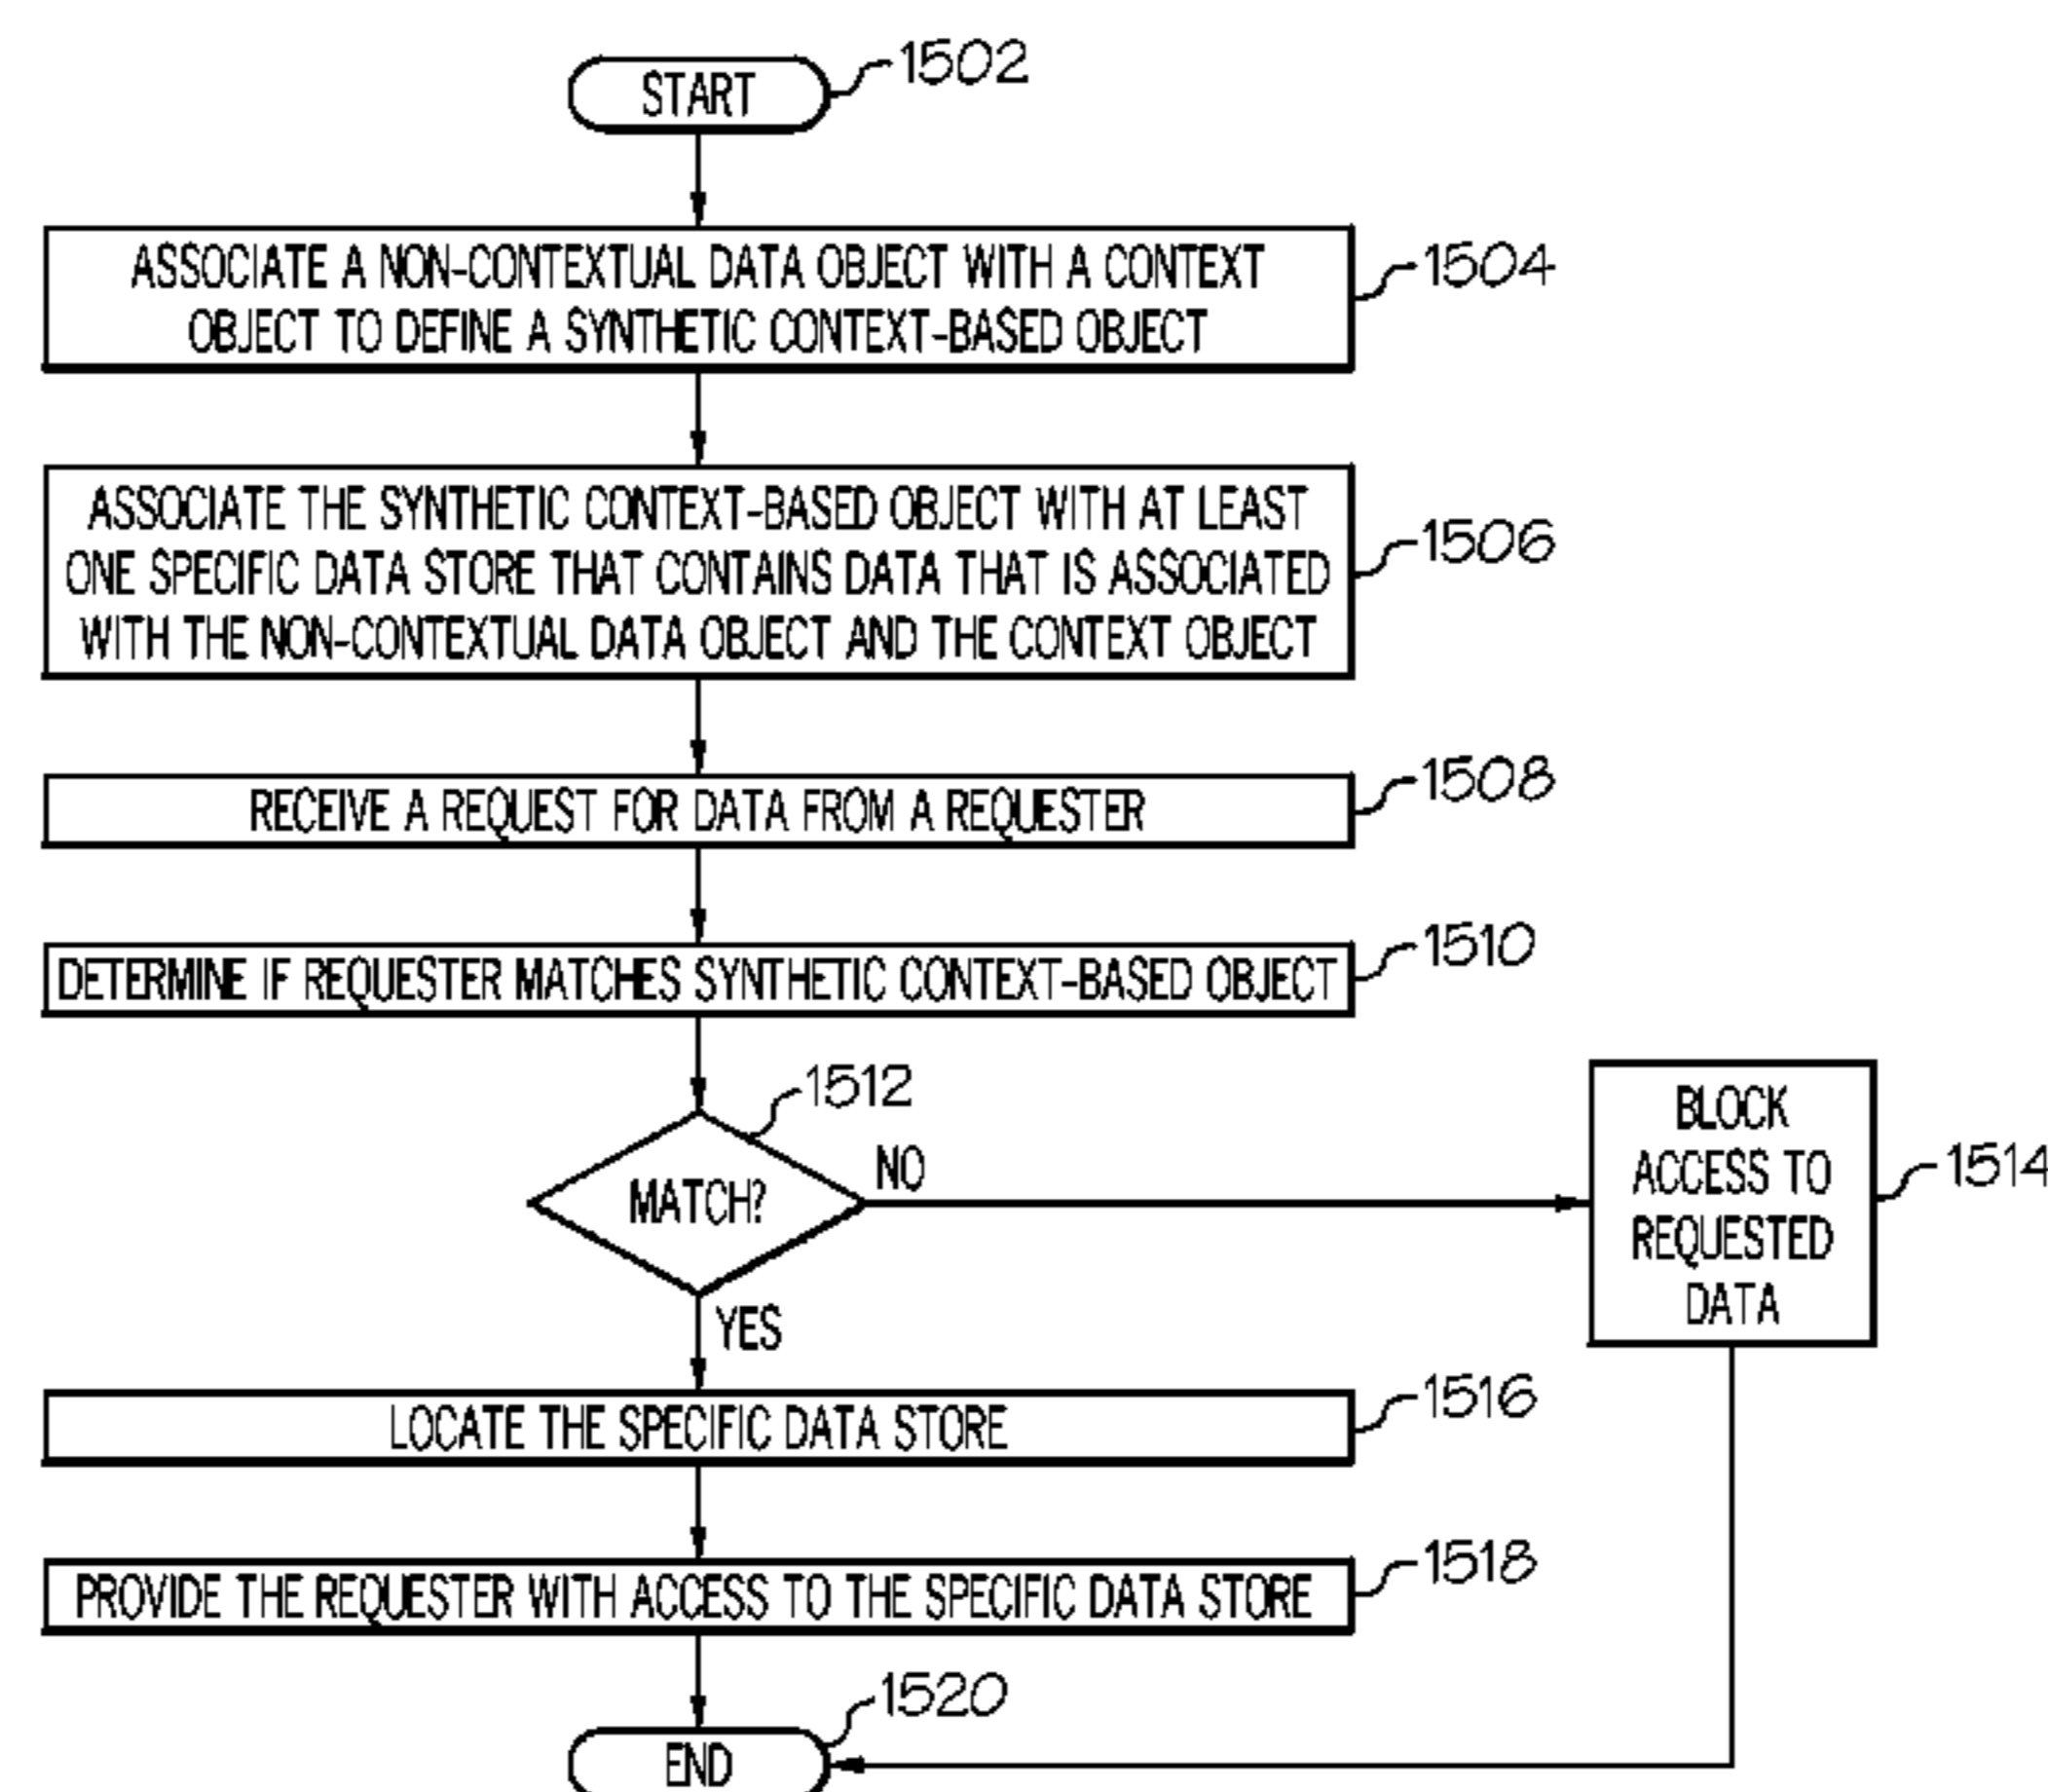 START
1502
ASSOCIATE A NON-CONTEXTUAL DATA OBJECT WITH A CONTEXT
OBJECT TO DEFINE A SYNTHETIC CONTEXT-BASED OBJECT
1504
ASSOCIATE THE SYNTHETIC CONTEXT-BASED OBJECT WITH AT LEAST
ONE SPECIFIC DATA STORE THAT CONTAINS DATA THAT IS ASSOCIATED
WITH THE NON-CONTEXTUAL DATA OBJECT AND THE CONTEXT OBJECT
1506
RECEIVE A REQUEST FOR DATA FROM A REQUESTER
1508
DETERMINE IF REQUESTER MATCHES SYNTHETIC CONTEXT-BASED OBJECT
1510
MATCH?
1512
NO
BLOCK
ACCESS TO
REQUESTED
DATA
1514
YES
LOCATE THE SPECIFIC DATA STORE
1516
PROVIDE THE REQUESTER WITH ACCESS TO THE SPECIFIC DATA STORE
1518
END
1520